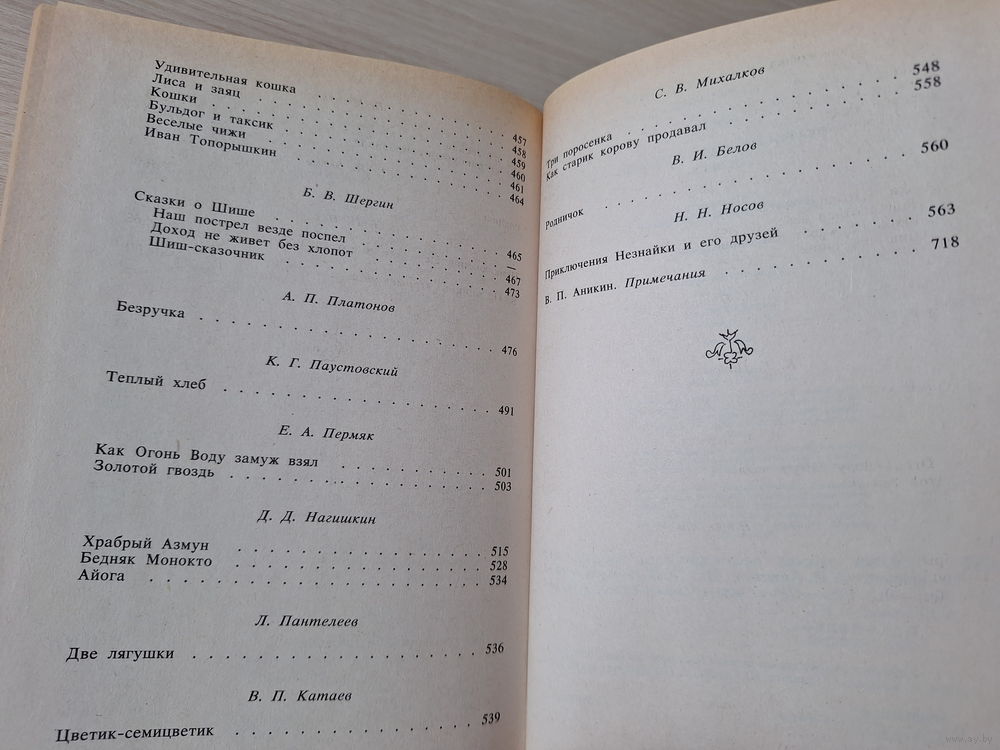 Удивительная кошка . . . . . . 457
Лиса и заяц . . . . . . 458
Кошки . . . . . . 459
Бульдог и таксик . . . . . . 460
Веселые чижи . . . . . . 461
Иван Топорышкин . . . . . . 464
Б. В. Шергин
Сказки о Шише . . . . . . 465
Наш пострел везде поспел . . . . . . —
Доход не живет без хлопот . . . . . . 467
Шиш-сказочник . . . . . . 473
А. П. Платонов
Безручка . . . . . . 476
К. Г. Паустовский
Теплый хлеб . . . . . . 491
Е. А. Пермяк
Как Огонь Воду замуж взял . . . . . . 501
Золотой гвоздь . . . . . . 503
Д. Д. Нагишкин
Храбрый Азмун . . . . . . 515
Бедняк Монокто . . . . . . 528
Айога . . . . . . 534
Л. Пантелеев
Две лягушки . . . . . . 536
В. П. Катаев
Цветик-семицветик . . . . . . 539
С. В. Михалков
Три поросенка . . . . . . 548
Как старик корову продавал . . . . . . 558
В. И. Белов
Родничок . . . . . . 560
Н. Н. Носов
Приключения Незнайки и его друзей . . . . . . 563
В. П. Аникин. Примечания . . . . . . 718
www.ay.by